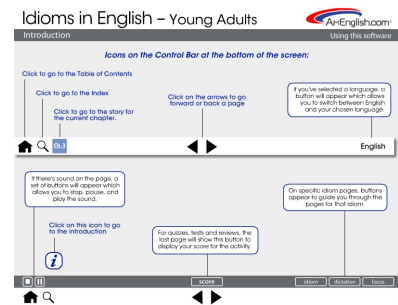 Idioms in English – Young Adults
AMENGLISH.COM®
Introduction
Using this software
Icons on the Control Bar at the bottom of the screen:
Click to go to the Table of Contents
Click to go to the Index
Click to go to the story for
the current chapter.
Click on the arrows to go
forward or back a page
If you've selected a language, a
button will appear which allows
you to switch between English
and your chosen language.
Ch.3
English
If there's sound on the page, a
set of buttons will appear which
allows you to stop, pause, and
play the sound.
Click on this icon to go
to the introduction
i
For quizzes, tests and reviews, the
last page will show this button to
display your score for the activity.
On specific idiom pages, buttons
appear to guide you through the
pages for that idiom.
score
idiom
dictation
focus